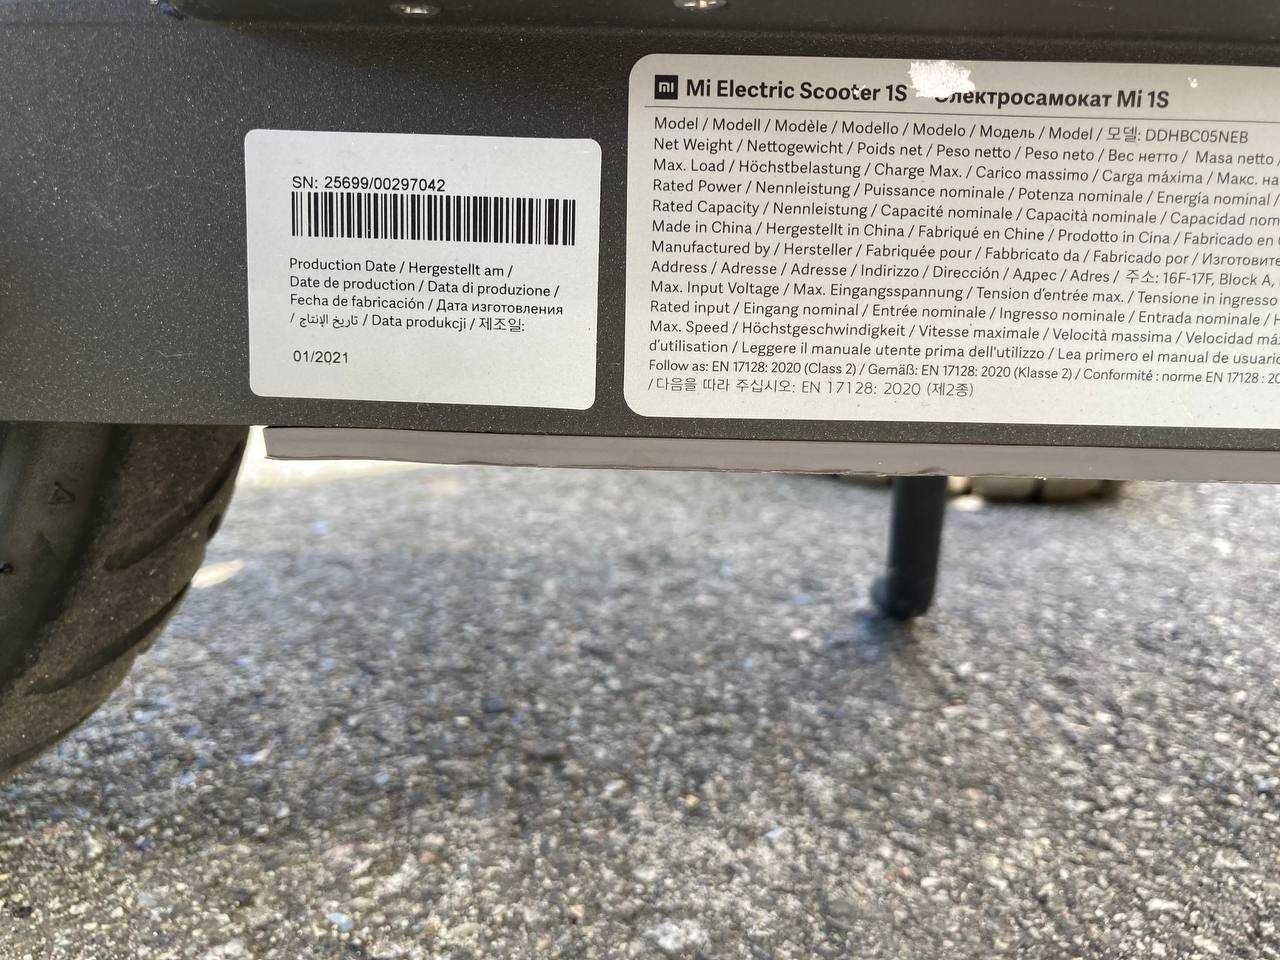 SN: 25699/00297042
Production Date / Hergestellt am /
Date de production / Data di produzione /
Fecha de fabricación / Дата изготовления
/ تاريخ الإنتاج / Data produkcji / 제조일:
01/2021
mi Mi Electric Scooter 1S Электросамокат Mi 1S
Model / Modell / Modèle / Modello / Modelo / Модель / Model / 모델: DDHBC05NEB
Net Weight / Nettogewicht / Poids net / Peso netto / Peso neto / Вес нетто / Masa netto /
Max. Load / Höchstbelastung / Charge Max. / Carico massimo / Carga máxima / Макс.
Rated Power / Nennleistung / Puissance nominale / Potenza nominale / Energía nominal /
Rated Capacity / Nennleistung / Capacité nominale / Capacità nominale / Capacidad
Made in China / Hergestellt in China / Fabriqué en Chine / Prodotto in Cina / Fabricado en
Manufactured by / Hersteller / Fabriquée pour / Fabbricato da / Fabricado por /
Address / Adresse / Adresse / Indirizzo / Dirección / Адрес / Adres / 주소: 16F-17F, Block A,
Max. Input Voltage / Max. Eingangsspannung / Tension d'entrée max. / Tensione in ingresso
Rated input / Eingang nominal / Entrée nominale / Ingresso nominale / Entrada nominale /
Max. Speed / Höchstgeschwindigkeit / Vitesse maximale / Velocità massima / Velocidad
d'utilisation / Leggere il manuale utente prima dell'utilizzo / Lea primero el manual de
Follow as: EN 17128: 2020 (Class 2) / Gemäß: EN 17128: 2020 (Klasse 2) / Conformité : norme EN 17128 :
/ 다음을 따라 주십시오: EN 17128: 2020 (제2종)